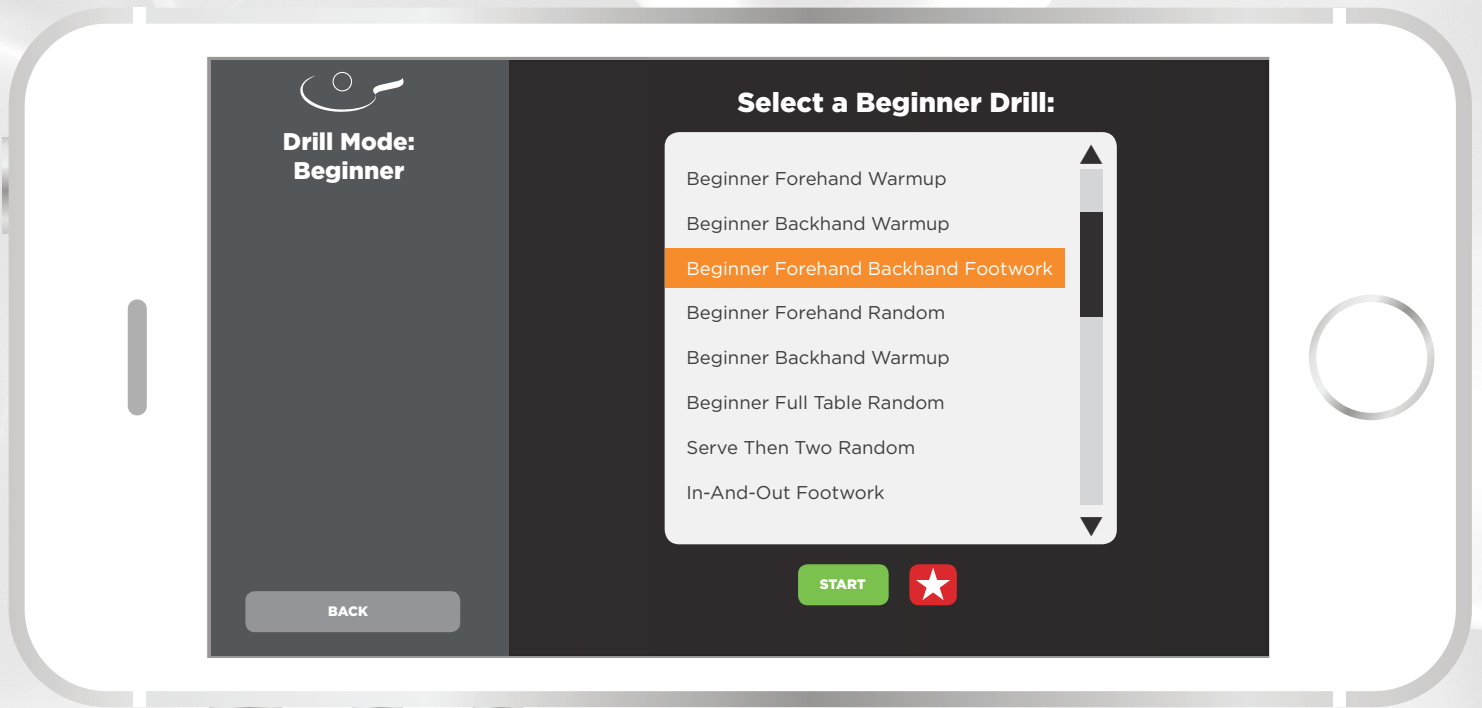 Drill Mode:
Beginner
BACK
Select a Beginner Drill:
Beginner Forehand Warmup
Beginner Backhand Warmup
Beginner Forehand Backhand Footwork
Beginner Forehand Random
Beginner Backhand Warmup
Beginner Full Table Random
Serve Then Two Random
In-And-Out Footwork
START